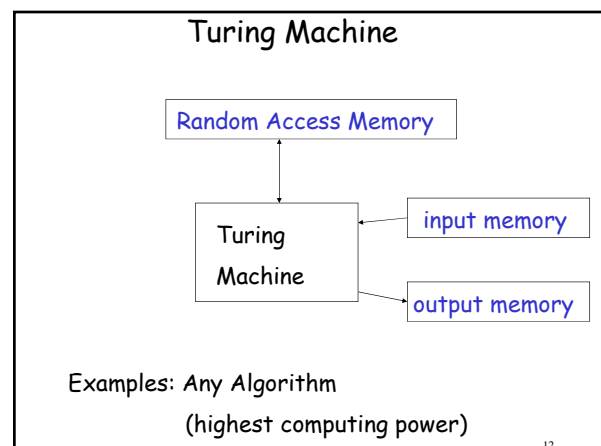 Turing Machine
Random Access Memory
Turing
Machine
input memory
output memory
Examples: Any Algorithm
(highest computing power)
12